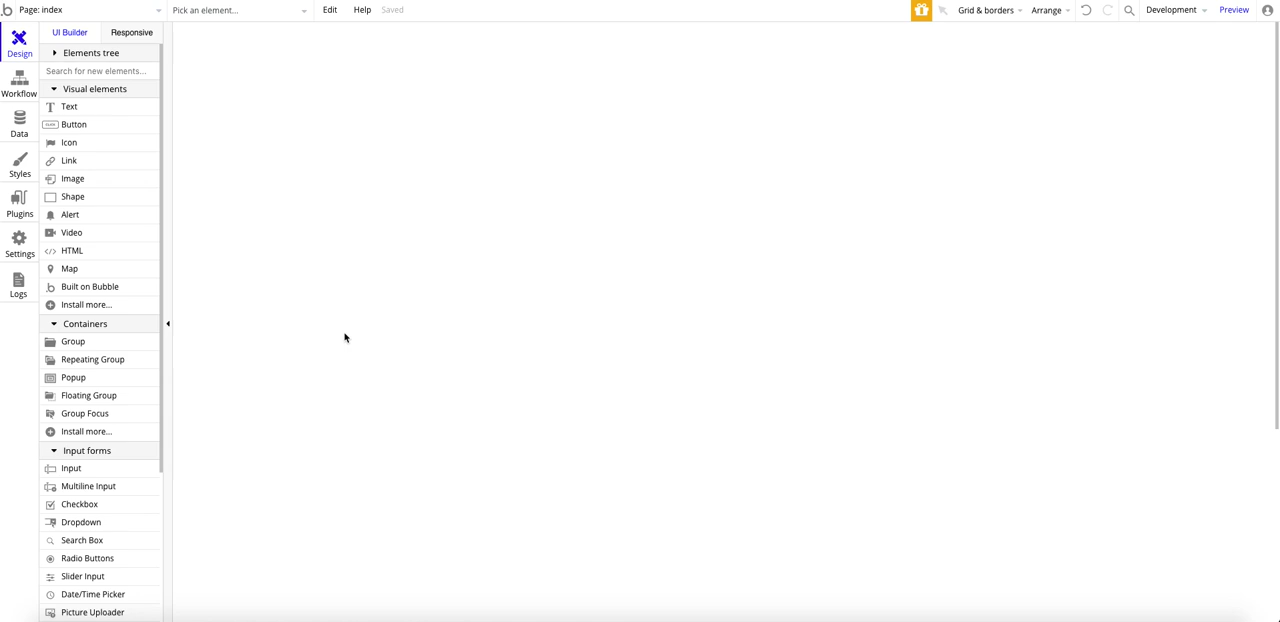 Page: index
Pick an element...
Edit
Help
Saved
Grid & borders
Arrange
Development
Preview
Design
Workflow
Data
Styles
Plugins
Settings
Logs
UI Builder
Responsive
Elements tree
Search for new elements...
Visual elements
Text
Button
Icon
Link
Image
Shape
Alert
Video
HTML
Map
Built on Bubble
Install more...
Containers
Group
Repeating Group
Popup
Floating Group
Group Focus
Install more...
Input forms
Input
Multiline Input
Checkbox
Dropdown
Search Box
Radio Buttons
Slider Input
Date/Time Picker
Picture Uploader